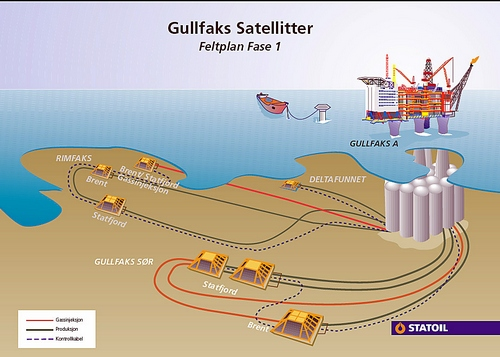 Gullfaks Satellitter
Feltplan Fase 1
GULLFAKS A
RIMFAKS
Brent/Statfjord
Gassinjeksjon
Brent
Statfjord
DELTAFUNNET
GULLFAKS SØR
Statfjord
Brent
Gassinjeksjon
Produksjon
Kontrollkabel
STATOIL